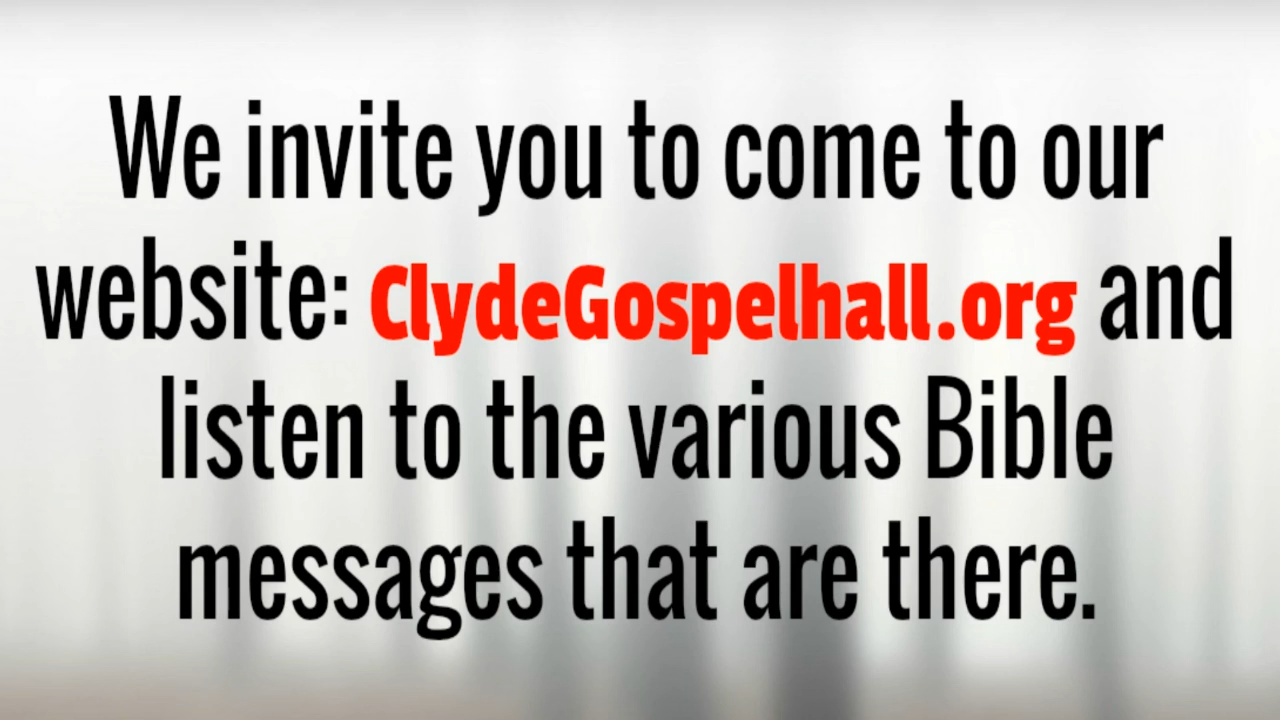 We invite you to come to our
website: ClydeGospelhall.org and
listen to the various Bible
messages that are there.